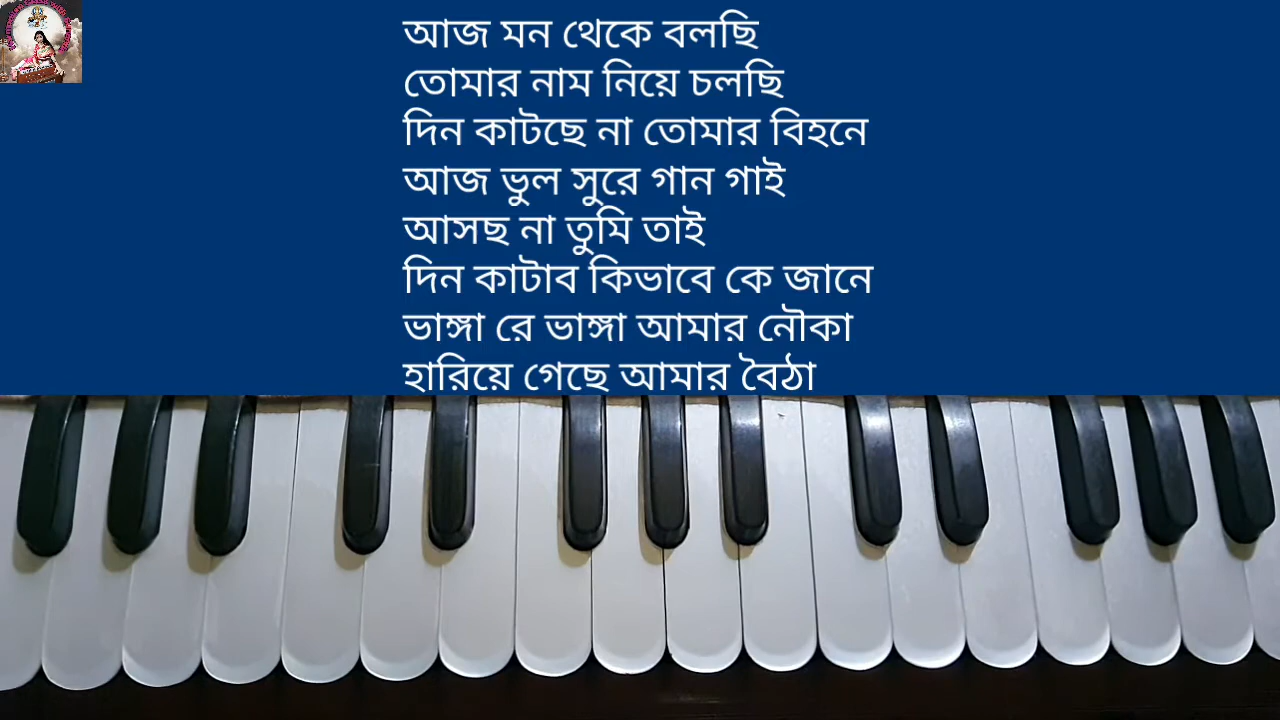 আজ মন থেকে বলছি
তোমার নাম নিয়ে চলছি
দিন কাটছে না তোমার বিহনে
আজ ভুল সুরে গান গাই
আসছ না তুমি তাই
দিন কাটাব কিভাবে কে জানে
ভাঙ্গা রে ভাঙ্গা আমার নৌকা
হারিয়ে গেছে আমার বৈঠা